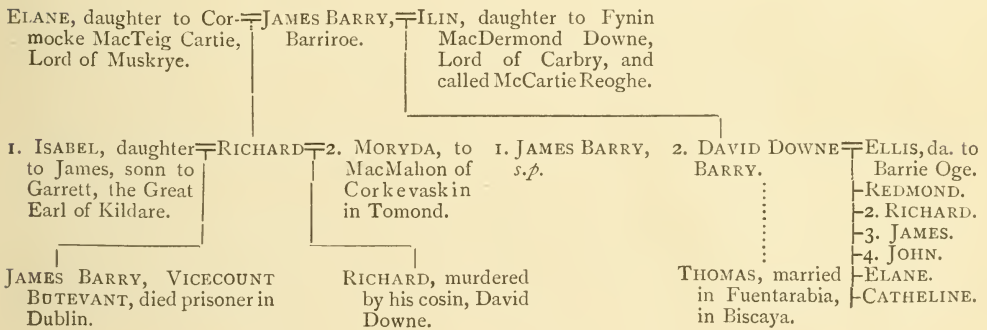 ELANE, daughter to Cor-
mocke MacTeig Cartie,
Lord of Muskrye.
JAMES BARRY,
Barriroe.
ILIN, daughter to Fynin
MacDermond Downe,
Lord of Carbry, and
called McCartie Reoghe.
1. ISABEL, daughter
to James, sonn to
Garrett, the Great
Earl of Kildare.
RICHARD
2. MORYDA, to
MacMahon of
Corkevaskin
in Tomond.
1. JAMES BARRY,
s.p.
2. DAVID DOWNE
BARRY.
ELLIS, da. to
Barrie Oge.
REDMOND.
2. RICHARD.
3. JAMES.
4. JOHN.
ELANE.
CATHELINE.
JAMES BARRY, VICECOUNT
BUTEVANT, died prisoner in
Dublin.
RICHARD, murdered
by his cosin, David
Downe.
THOMAS, married
in Fuentarabia,
in Biscaya.